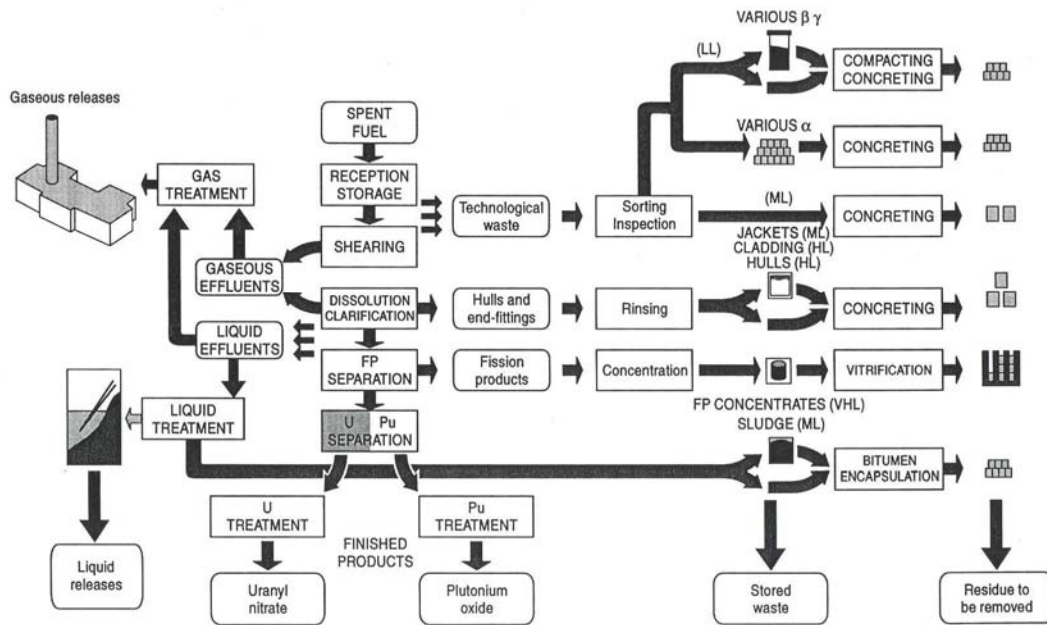 VARIOUS β γ
(LL)
COMPACTING
CONCRETING
Gaseous releases
SPENT
FUEL
VARIOUS α
CONCRETING
GAS
TREATMENT
RECEPTION
STORAGE
Technological
waste
Sorting
Inspection
(ML)
CONCRETING
SHEARING
JACKETS (ML)
CLADDING (HL)
HULLS (HL)
GASEOUS
EFFLUENTS
DISSOLUTION
CLARIFICATION
Hulls and
end-fittings
Rinsing
CONCRETING
LIQUID
EFFLUENTS
FP
SEPARATION
Fission
products
Concentration
VITRIFICATION
FP CONCENTRATES (VHL)
SLUDGE (ML)
LIQUID
TREATMENT
U Pu
SEPARATION
BITUMEN
ENCAPSULATION
U
TREATMENT
Pu
TREATMENT
FINISHED
PRODUCTS
Liquid
releases
Uranyl
nitrate
Plutonium
oxide
Stored
waste
Residue to
be removed